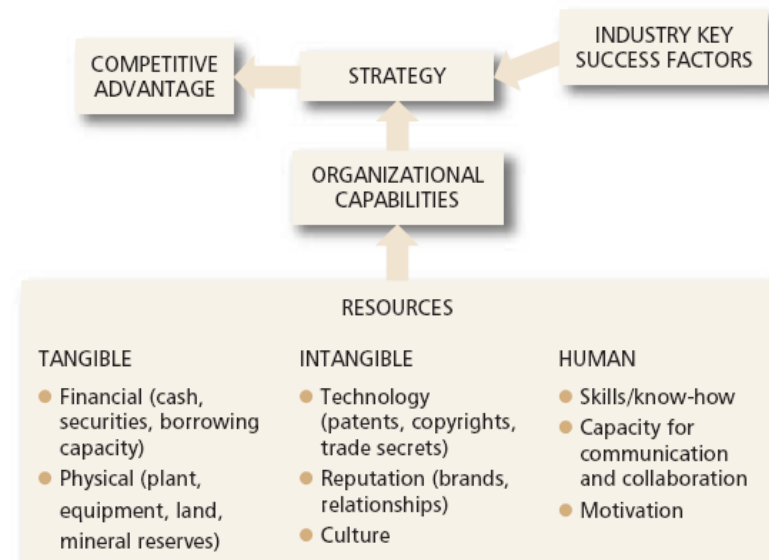 INDUSTRY KEY
SUCCESS FACTORS
COMPETITIVE
ADVANTAGE
STRATEGY
ORGANIZATIONAL
CAPABILITIES
RESOURCES
TANGIBLE
Financial (cash,
securities, borrowing
capacity)
Physical (plant,
equipment, land,
mineral reserves)
INTANGIBLE
Technology
(patents, copyrights,
trade secrets)
Reputation (brands,
relationships)
Culture
HUMAN
Skills/know-how
Capacity for
communication
and collaboration
Motivation